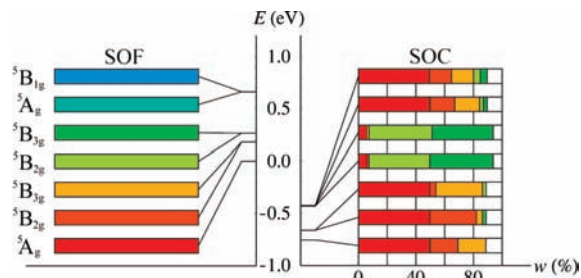 E (eV)
SOF
SOC
⁵B₁g
⁵Ag
⁵B₃g
⁵B₂g
⁵B₃g
⁵B₂g
⁵Ag
1.0
0.5
0.0
-0.5
-1.0
0
40
80
w (%)